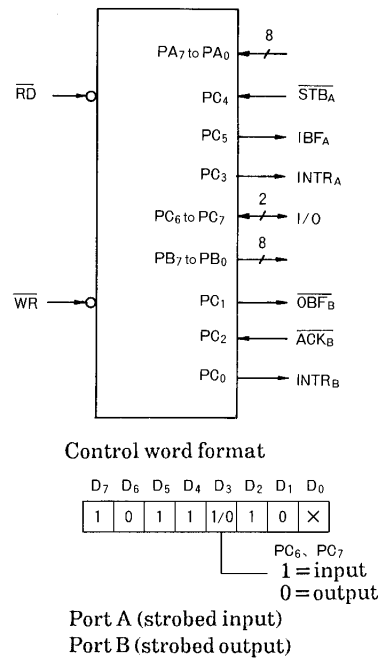 8
PA7 to PA0
RD
PC4
STBA
PC5
IBFA
PC3
INTRA
2
PC6 to PC7
I/O
8
PB7 to PB0
WR
PC1
OBFB
PC2
ACKB
PC0
INTRB
Control word format
D7 D6 D5 D4 D3 D2 D1 D0
1 0 1 1 1/0 1 0 ×
PC6、PC7
1=input
0=output
Port A (strobed input)
Port B (strobed output)